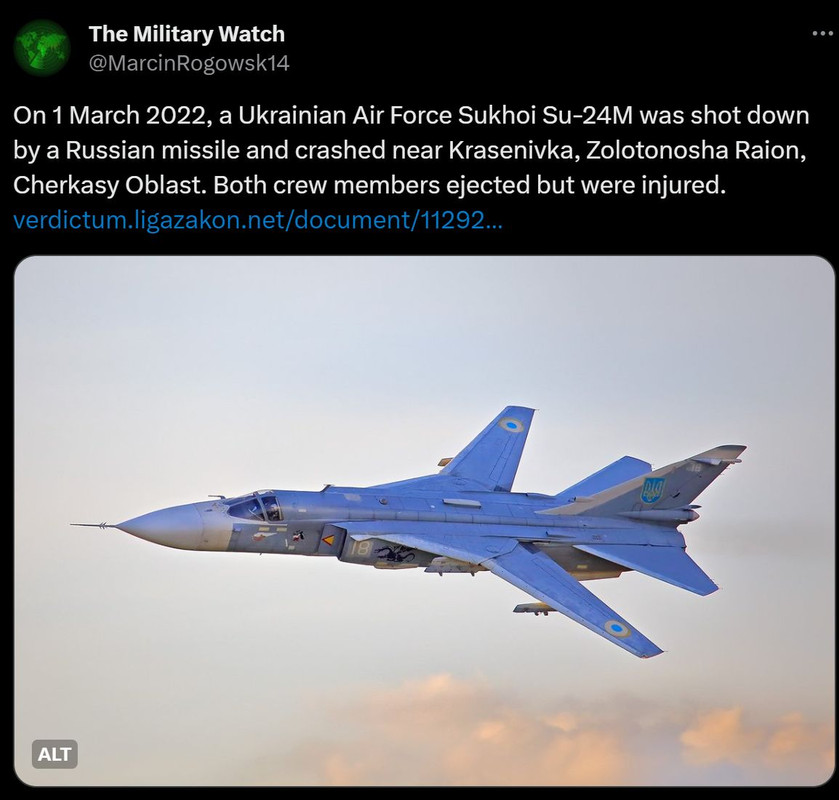 The Military Watch
@MarcinRogowsk14
On 1 March 2022, a Ukrainian Air Force Sukhoi Su-24M was shot down
by a Russian missile and crashed near Krasenivka, Zolotonosha Raion,
Cherkasy Oblast. Both crew members ejected but were injured.
verdictum.ligazakon.net/document/11292...
18
ALT